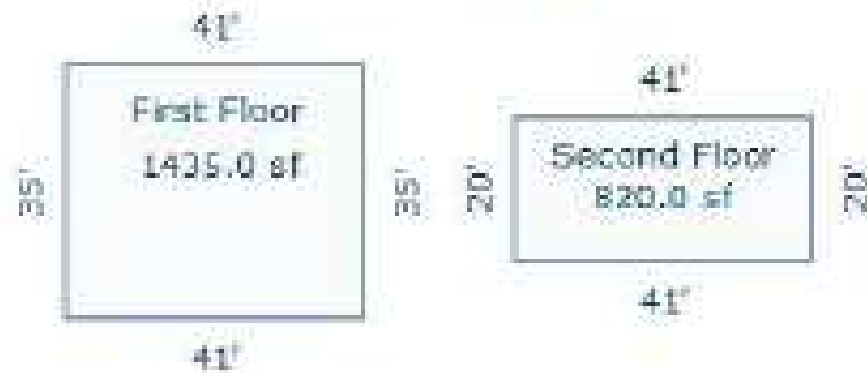 41'
First Floor
1435.0 sf
35'
35'
41'
41'
Second Floor
820.0 sf
20'
20'
41'